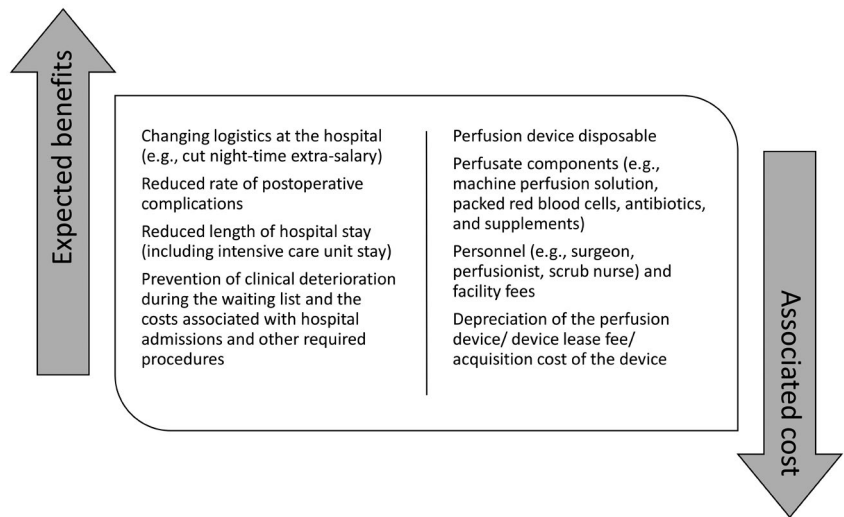 Expected benefits
Changing logistics at the hospital
(e.g., cut night-time extra-salary)
Reduced rate of postoperative
complications
Reduced length of hospital stay
(including intensive care unit stay)
Prevention of clinical deterioration
during the waiting list and the
costs associated with hospital
admissions and other required
procedures
Perfusion device disposable
Perfusate components (e.g.,
machine perfusion solution,
packed red blood cells, antibiotics,
and supplements)
Personnel (e.g., surgeon,
perfusionist, scrub nurse) and
facility fees
Depreciation of the perfusion
device/ device lease fee/
acquisition cost of the device
Associated cost